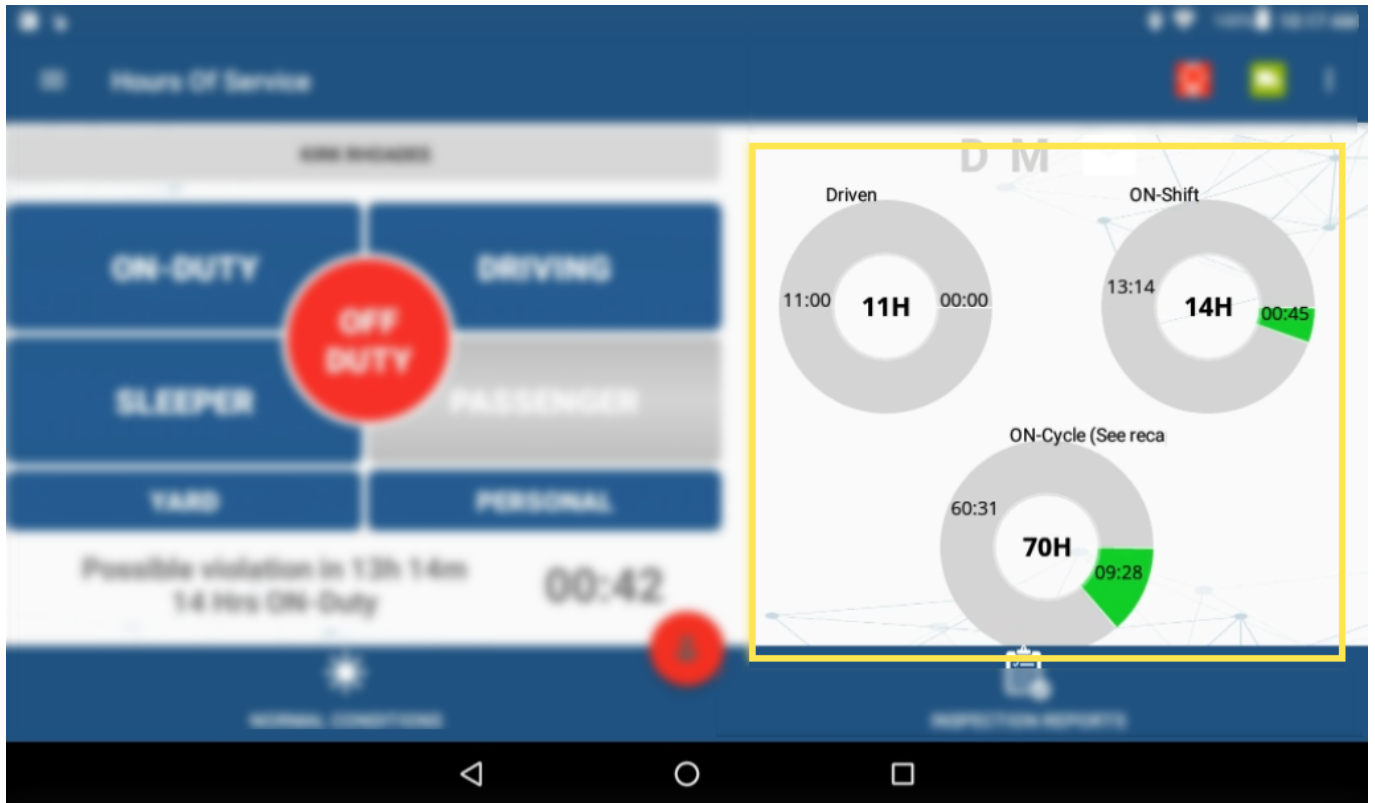 Hours Of Service
KIRK RHOADES
D M
ON-DUTY
DRIVING
OFF
DUTY
SLEEPER
PASSENGER
YARD
PERSONAL
Possible violation in 13h 14m
14 Hrs ON-Duty
00:42
Driven
11:00
11H
00:00
ON-Shift
13:14
14H
00:45
ON-Cycle (See reca
60:31
70H
09:28
NORMAL CONDITIONS
INSPECTION REPORTS